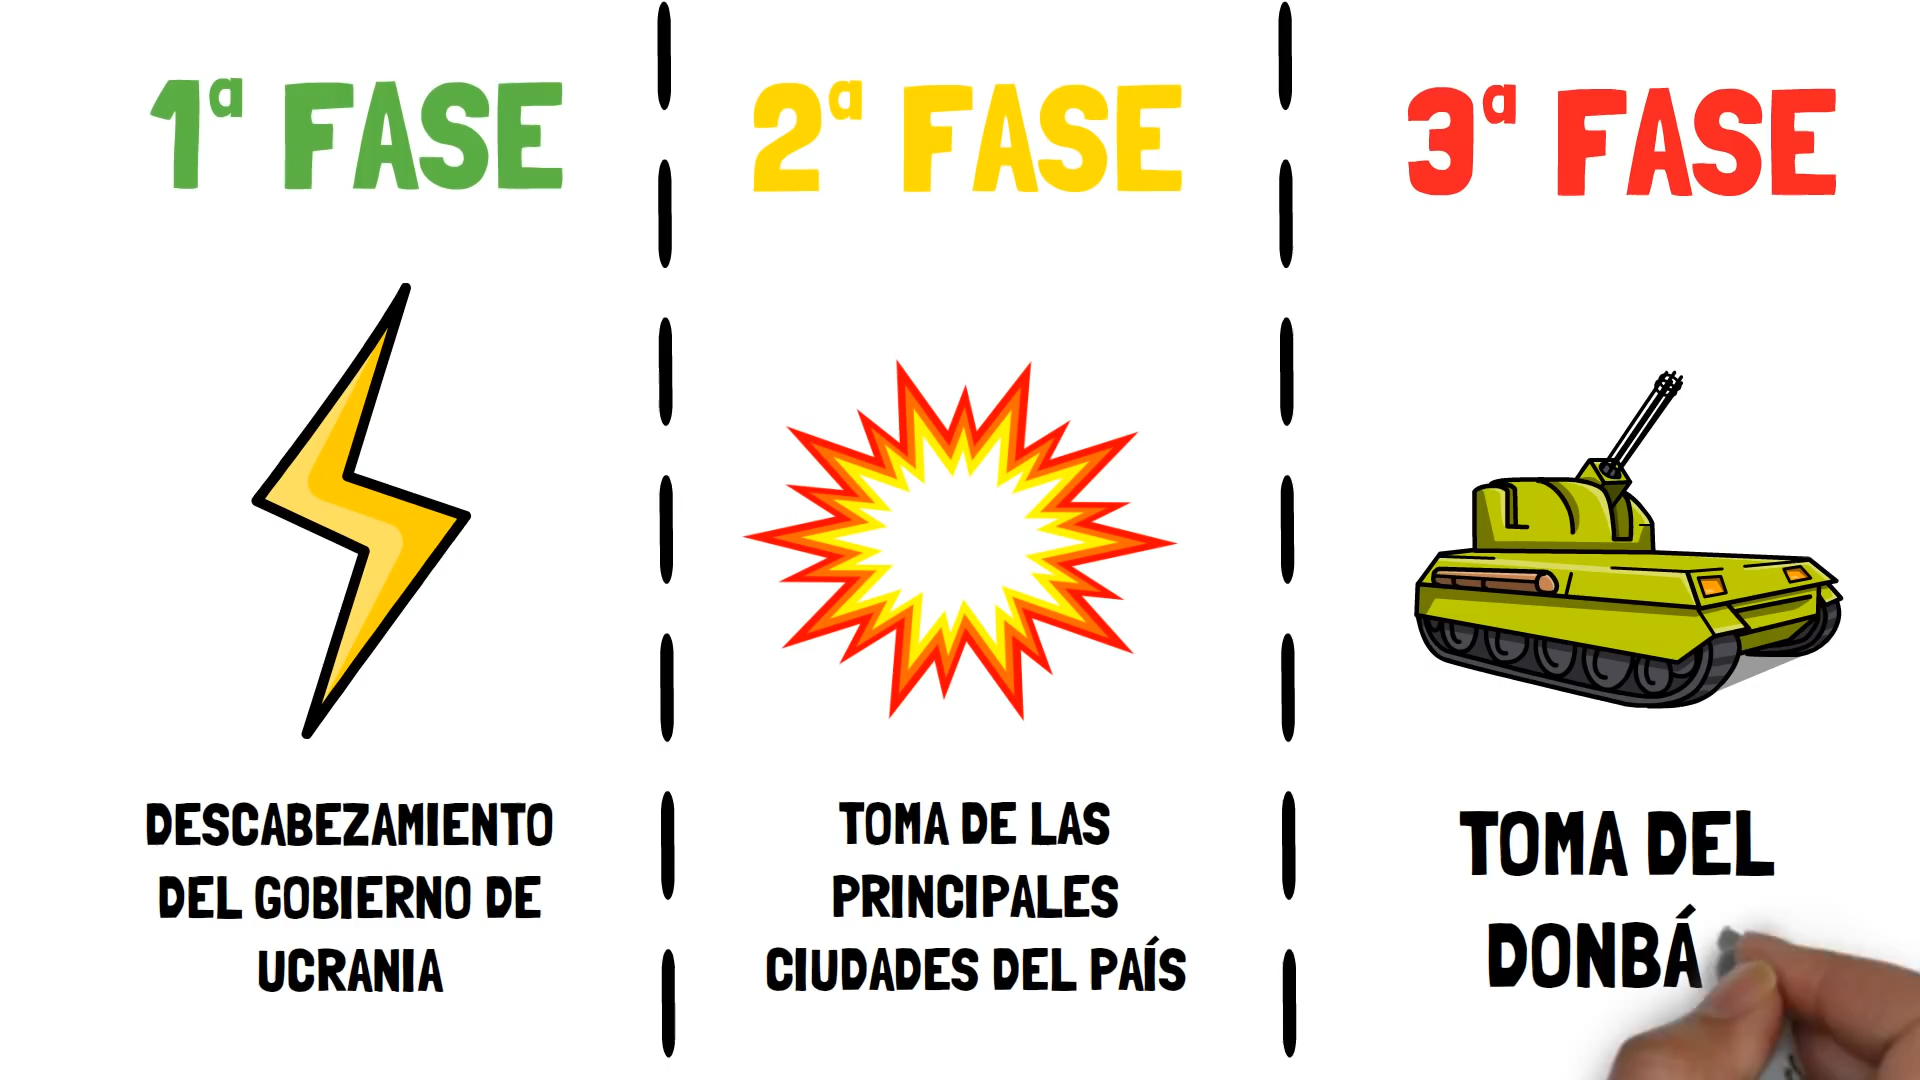 1ª FASE
DESCABEZAMIENTO
DEL GOBIERNO DE
UCRANIA
2ª FASE
TOMA DE LAS
PRINCIPALES
CIUDADES DEL PAÍS
3ª FASE
TOMA DEL
DONBÁ